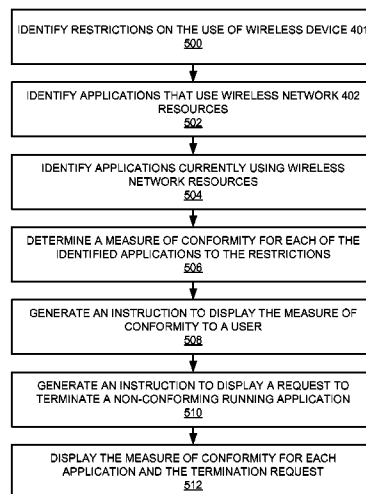 IDENTIFY RESTRICTIONS ON THE USE OF WIRELESS DEVICE 401
500
IDENTIFY APPLICATIONS THAT USE WIRELESS NETWORK 402
RESOURCES
502
IDENTIFY APPLICATIONS CURRENTLY USING WIRELESS
NETWORK RESOURCES
504
DETERMINE A MEASURE OF CONFORMITY FOR EACH OF THE
IDENTIFIED APPLICATIONS TO THE RESTRICTIONS
506
GENERATE AN INSTRUCTION TO DISPLAY THE MEASURE OF
CONFORMITY TO A USER
508
GENERATE AN INSTRUCTION TO DISPLAY A REQUEST TO
TERMINATE A NON-CONFORMING RUNNING APPLICATION
510
DISPLAY THE MEASURE OF CONFORMITY FOR EACH
APPLICATION AND THE TERMINATION REQUEST
512